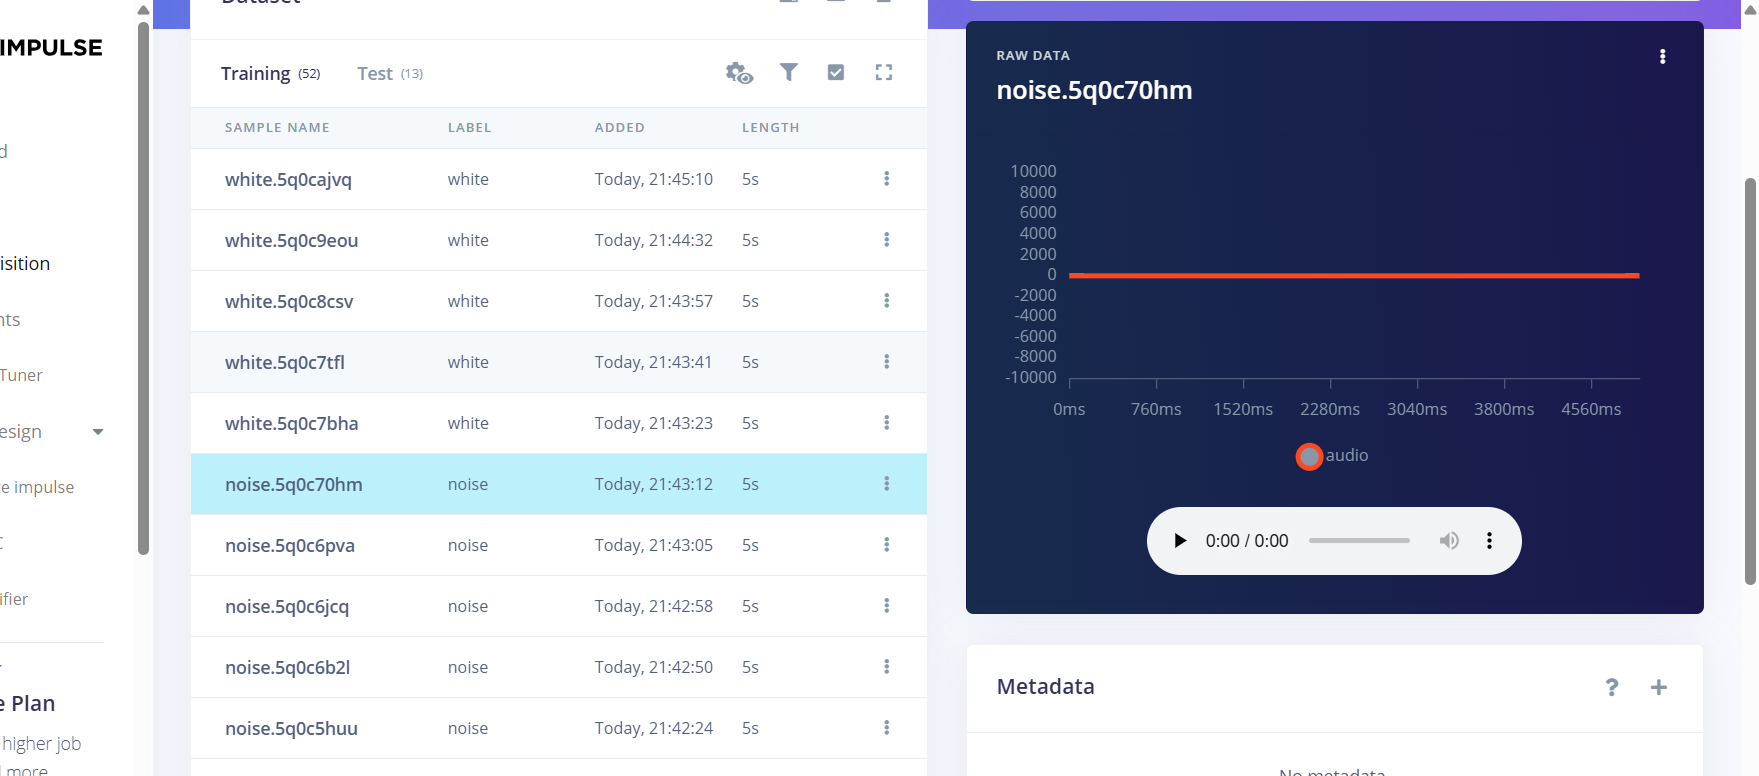 Dataset
IMPULSE
Training (52) Test (13)
SAMPLE NAME LABEL ADDED LENGTH
white.5q0cajvq white Today, 21:45:10 5s
white.5q0c9eou white Today, 21:44:32 5s
white.5q0c8csv white Today, 21:43:57 5s
white.5q0c7tfl white Today, 21:43:41 5s
white.5q0c7bha white Today, 21:43:23 5s
noise.5q0c70hm noise Today, 21:43:12 5s
noise.5q0c6pva noise Today, 21:43:05 5s
noise.5q0c6jcq noise Today, 21:42:58 5s
noise.5q0c6b2l noise Today, 21:42:50 5s
noise.5q0c5huu noise Today, 21:42:24 5s
d
isition
nts
Tuner
esign
e impulse
C
ifier
e Plan
higher job
more
RAW DATA
noise.5q0c70hm
10000
8000
6000
4000
2000
0
-2000
-4000
-6000
-8000
-10000
0ms 760ms 1520ms 2280ms 3040ms 3800ms 4560ms
audio
0:00 / 0:00
Metadata
No metadata